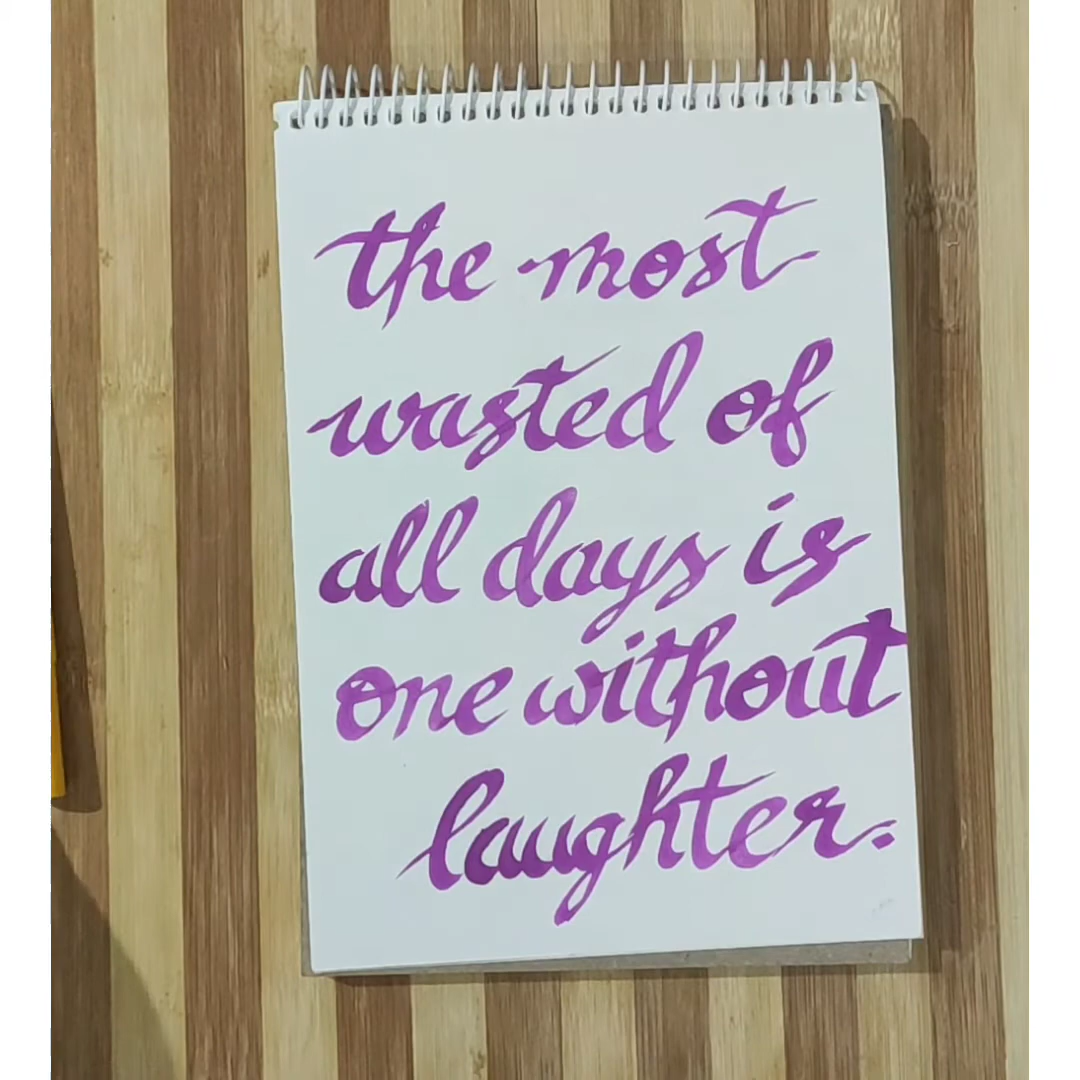 the most
wasted of
all days is
one without
laughter.